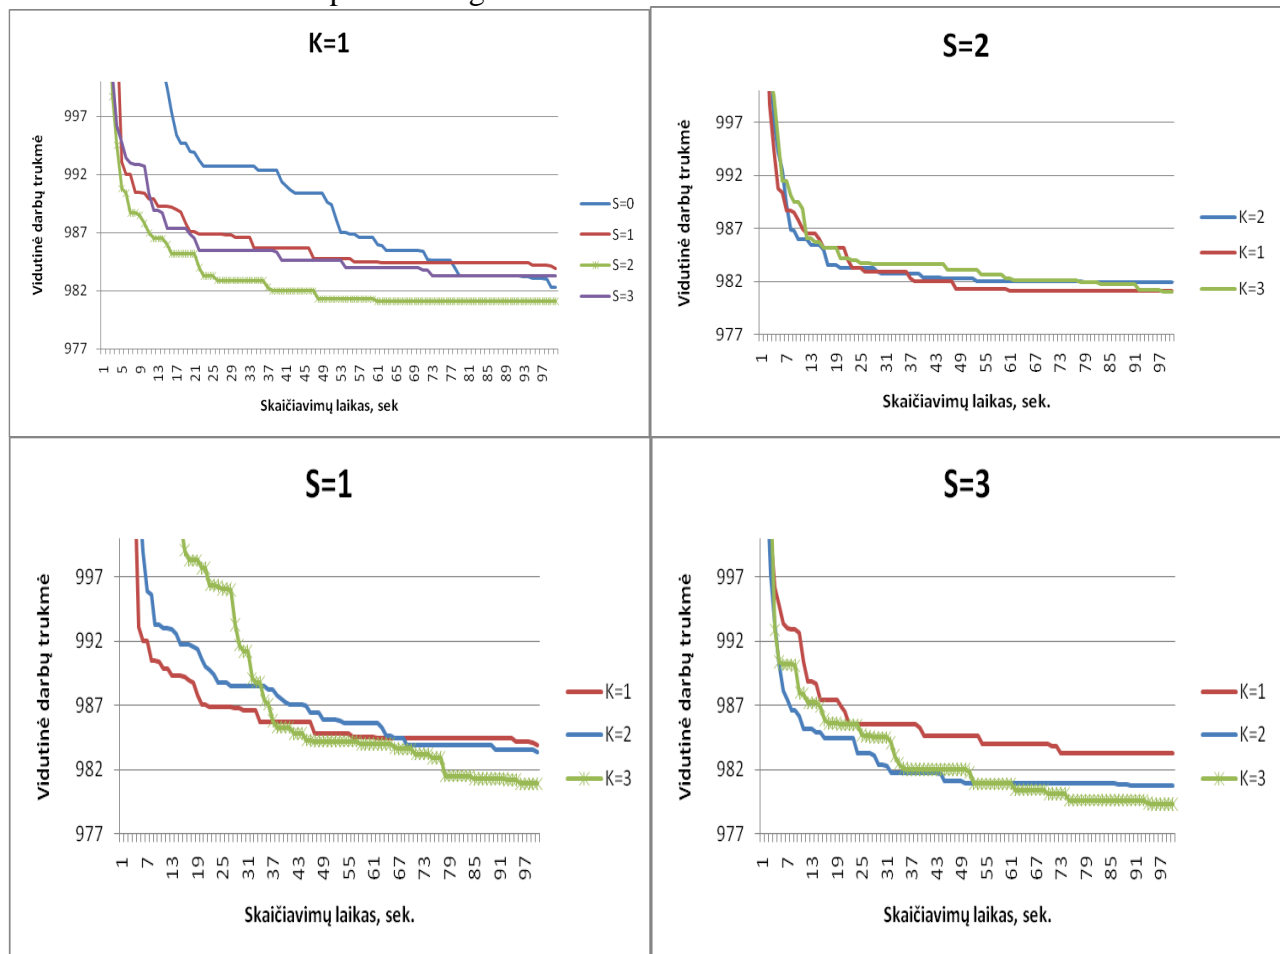 K=1
997
992
987
982
977
Vidutinė darbų trukmė
1 5 9 13 17 21 25 29 33 37 41 45 49 53 57 61 65 69 73 77 81 85 89 93 97
Skaičiavimų laikas, sek
S=0
S=1
S=2
S=3
S=2
997
992
987
982
977
Vidutinė darbų trukmė
1 7 13 19 25 31 37 43 49 55 61 67 73 79 85 91 97
Skaičiavimų laikas, sek.
K=2
K=1
K=3
S=1
997
992
987
982
977
Vidutinė darbų trukmė
1 7 13 19 25 31 37 43 49 55 61 67 73 79 85 91 97
Skaičiavimų laikas, sek.
K=1
K=2
K=3
S=3
997
992
987
982
977
Vidutinė darbų trukmė
1 7 13 19 25 31 37 43 49 55 61 67 73 79 85 91 97
Skaičiavimų laikas, sek.
K=1
K=2
K=3